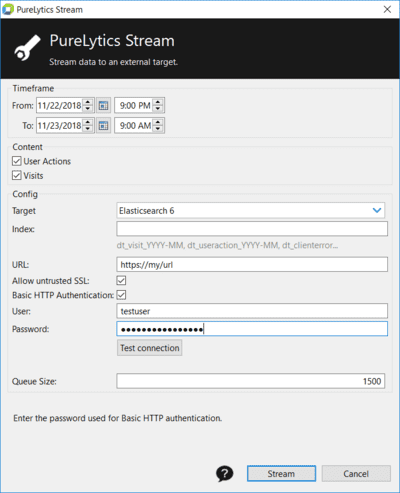 PureLytics Stream
PureLytics Stream
Stream data to an external target.
Timeframe
From: 11/22/2018 9:00 PM
To: 11/23/2018 9:00 AM
Content
User Actions
Visits
Config
Target Elasticsearch 6
Index:
dt_visit_YYYY-MM, dt_useraction_YYYY-MM, dt_clienterror...
URL: https://my/url
Allow untrusted SSL:
Basic HTTP Authentication:
User: testuser
Password: ●●●●●●●●●●●●●●●●
Test connection
Queue Size: 1500
Enter the password used for Basic HTTP authentication.
? Stream Cancel